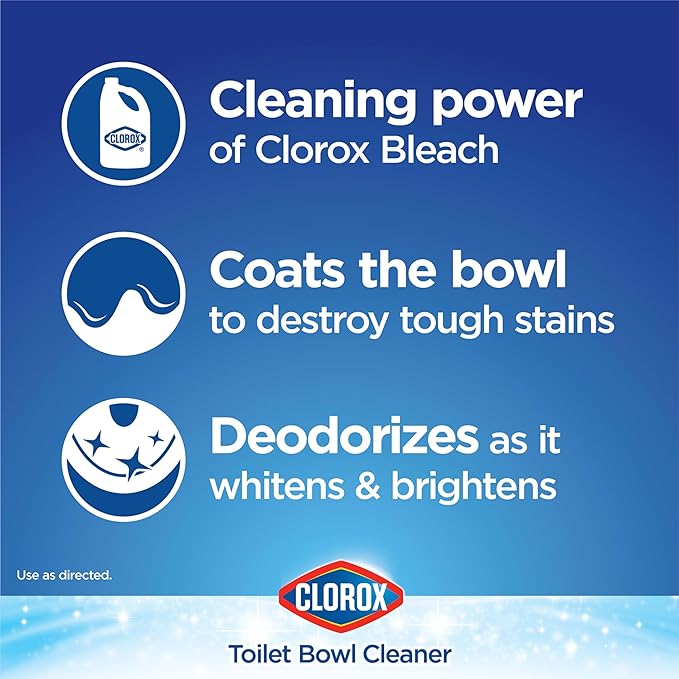 CLOROX
®
Cleaning power
of Clorox Bleach
Coats the bowl
to destroy tough stains
Deodorizes as it
whitens & brightens
Use as directed.
CLOROX
Toilet Bowl Cleaner